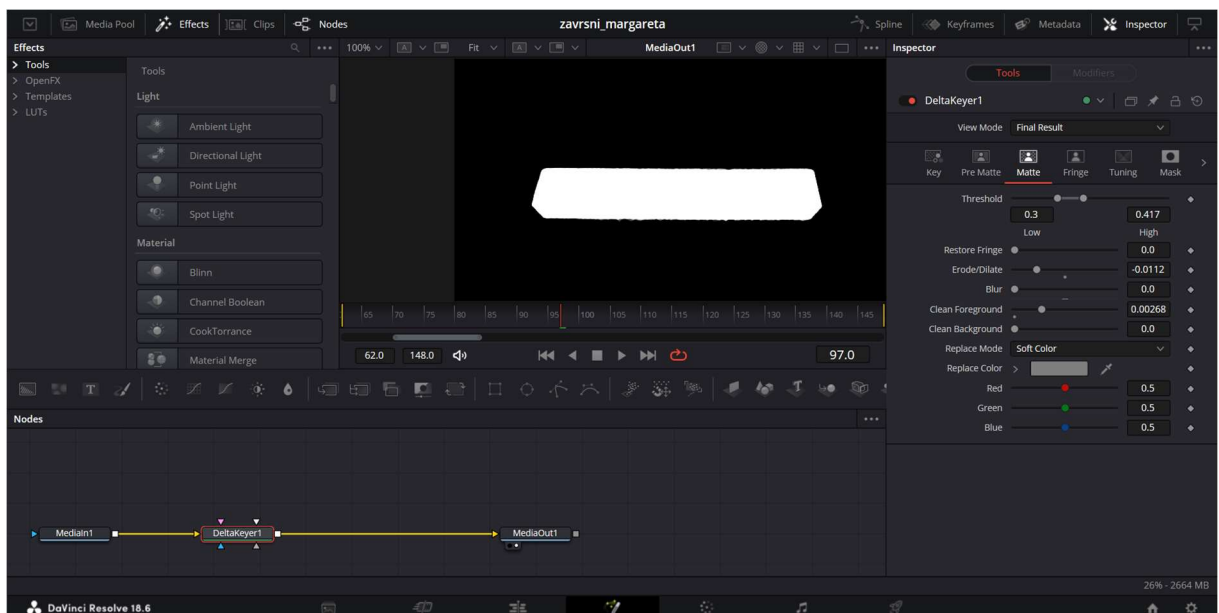 Media Pool Effects Clips Nodes zavrsni_margareta Spline Keyframes Metadata Inspector
Effects
100% Fit MediaOut1
Inspector
Tools
OpenFX
Templates
LUTs
Tools
Light
Ambient Light
Directional Light
Point Light
Spot Light
Material
Blinn
Channel Boolean
CookTorrance
Material Merge
65 70 75 80 85 90 95 100 105 110 115 120 125 130 135 140 145
62.0 148.0 97.0
Tools Modifiers
DeltaKeyer1
View Mode Final Result
Key Pre Matte Matte Fringe Tuning Mask
Threshold
0.3 0.417
Low High
Restore Fringe 0.0
Erode/Dilate -0.0112
Blur 0.0
Clean Foreground 0.00268
Clean Background 0.0
Replace Mode Soft Color
Replace Color
Red 0.5
Green 0.5
Blue 0.5
T
Nodes
MediaIn1 DeltaKeyer1 MediaOut1
26% - 2664 MB
DaVinci Resolve 18.6